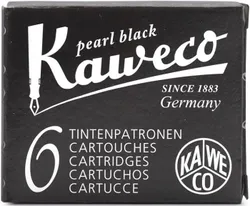 pearl black
Kaweco
SINCE 1883
Germany
6
TINTENPATRONEN
CARTOUCHES
CARTRIDGES
CARTUCHOS
CARTUCCE
KA WE
CO